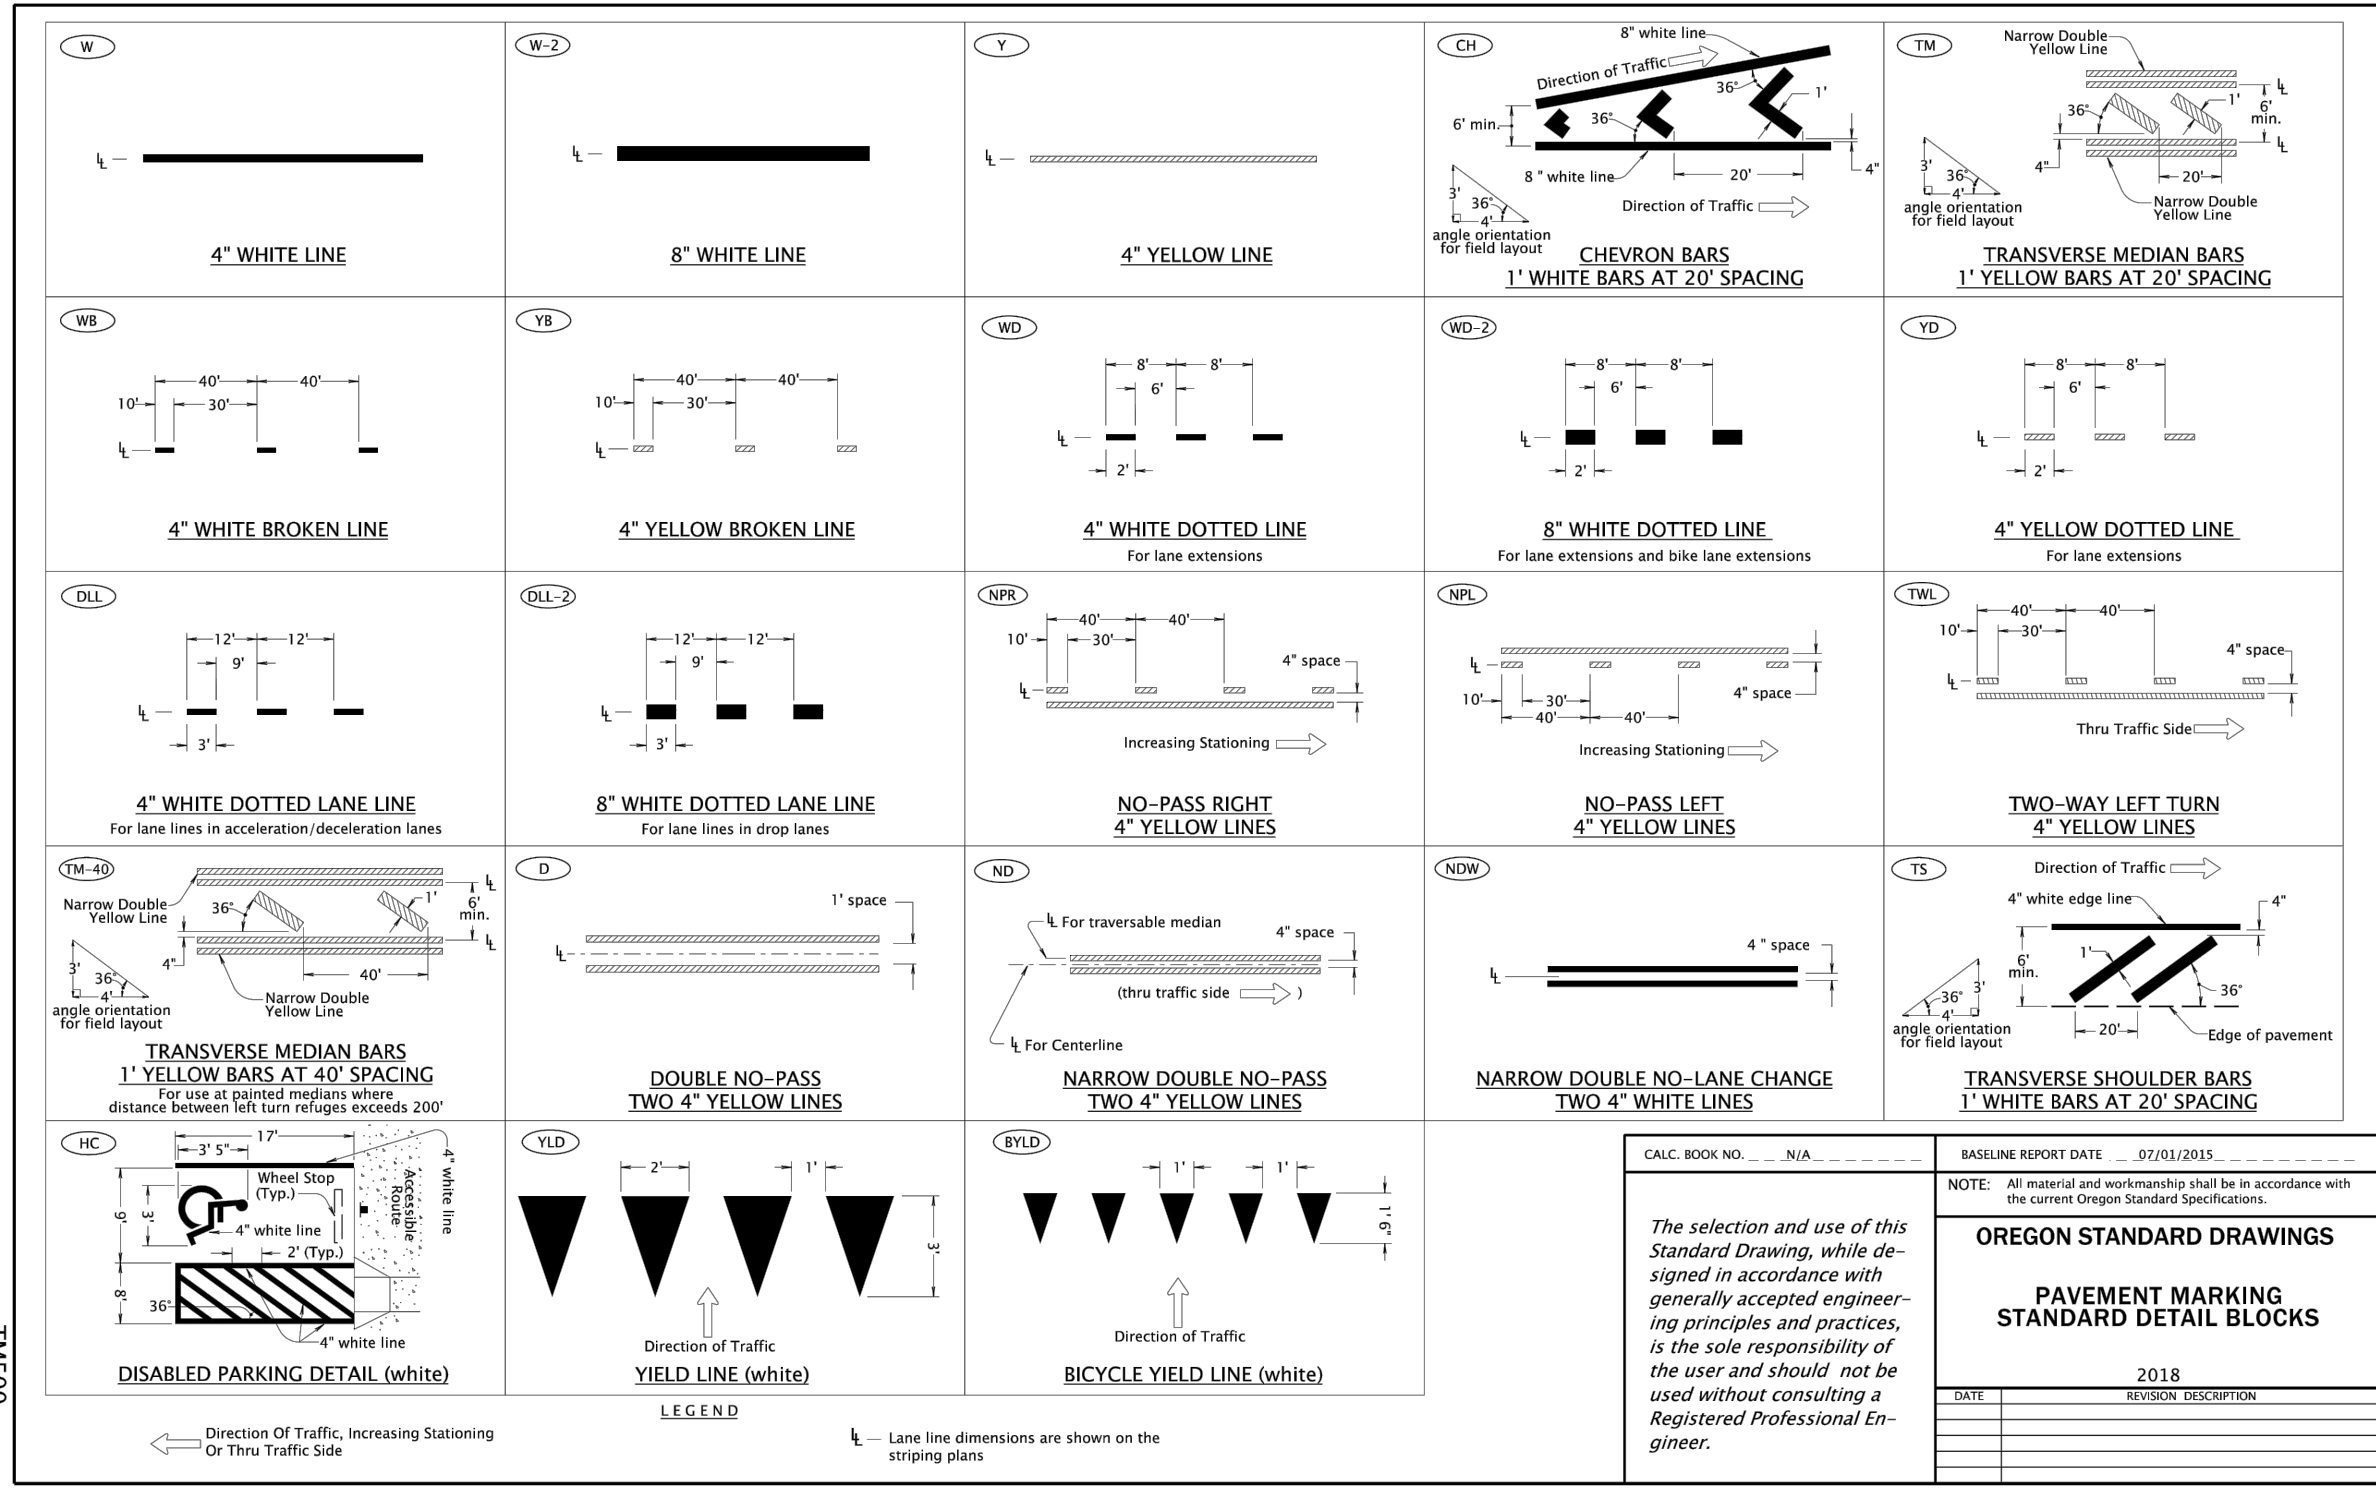 W
Ⱡ
4" WHITE LINE
W-2
Ⱡ
8" WHITE LINE
Y
Ⱡ
4" YELLOW LINE
CH
8" white line
Direction of Traffic
36°
1'
6' min.
36°
8 " white line
20'
4"
3'
36°
4'
Direction of Traffic
angle orientation
for field layout
CHEVRON BARS
1' WHITE BARS AT 20' SPACING
TM
Narrow Double
Yellow Line
Ⱡ
36°
1'
6'
min.
Ⱡ
4"
20'
3'
36°
4'
angle orientation
for field layout
Narrow Double
Yellow Line
TRANSVERSE MEDIAN BARS
1' YELLOW BARS AT 20' SPACING
WB
40' 40'
10' 30'
Ⱡ
4" WHITE BROKEN LINE
YB
40' 40'
10' 30'
Ⱡ
4" YELLOW BROKEN LINE
WD
8' 8'
6'
Ⱡ
2'
4" WHITE DOTTED LINE
For lane extensions
WD-2
8' 8'
6'
Ⱡ
2'
8" WHITE DOTTED LINE
For lane extensions and bike lane extensions
YD
8' 8'
6'
Ⱡ
2'
4" YELLOW DOTTED LINE
For lane extensions
DLL
12' 12'
9'
Ⱡ
3'
4" WHITE DOTTED LANE LINE
For lane lines in acceleration/deceleration lanes
DLL-2
12' 12'
9'
Ⱡ
3'
8" WHITE DOTTED LANE LINE
For lane lines in drop lanes
NPR
40' 40'
10' 30'
4" space
Ⱡ
Increasing Stationing
NO-PASS RIGHT
4" YELLOW LINES
NPL
Ⱡ
4" space
10' 30'
40' 40'
Increasing Stationing
NO-PASS LEFT
4" YELLOW LINES
TWL
40' 40'
10' 30'
4" space
Ⱡ
Thru Traffic Side
TWO-WAY LEFT TURN
4" YELLOW LINES
TM-40
Ⱡ
Narrow Double
Yellow Line
36°
1'
6'
min.
Ⱡ
4"
40'
3'
36°
4'
angle orientation
for field layout
Narrow Double
Yellow Line
TRANSVERSE MEDIAN BARS
1' YELLOW BARS AT 40' SPACING
For use at painted medians where
distance between left turn refuges exceeds 200'
D
1' space
Ⱡ
DOUBLE NO-PASS
TWO 4" YELLOW LINES
ND
Ⱡ For traversable median
4" space
(thru traffic side )
Ⱡ For Centerline
NARROW DOUBLE NO-PASS
TWO 4" YELLOW LINES
NDW
4 " space
Ⱡ
NARROW DOUBLE NO-LANE CHANGE
TWO 4" WHITE LINES
TS
Direction of Traffic
4" white edge line
4"
1'
6'
min.
36°
36°
3'
4'
20'
angle orientation
for field layout
Edge of pavement
TRANSVERSE SHOULDER BARS
1' WHITE BARS AT 20' SPACING
HC
17'
3' 5"
Wheel Stop
(Typ.)
Accessible
Route
4" white line
9'
3'
4" white line
2' (Typ.)
8'
36°
4" white line
DISABLED PARKING DETAIL (white)
YLD
2' 1'
3'
Direction of Traffic
YIELD LINE (white)
BYLD
1' 1'
1' 6"
Direction of Traffic
BICYCLE YIELD LINE (white)
LEGEND
Direction Of Traffic, Increasing Stationing
Or Thru Traffic Side
Ⱡ — Lane line dimensions are shown on the
striping plans
CALC. BOOK NO. N/A
BASELINE REPORT DATE 07/01/2015
The selection and use of this
Standard Drawing, while de-
signed in accordance with
generally accepted engineer-
ing principles and practices,
is the sole responsibility of
the user and should not be
used without consulting a
Registered Professional En-
gineer.
NOTE: All material and workmanship shall be in accordance with
the current Oregon Standard Specifications.
OREGON STANDARD DRAWINGS
PAVEMENT MARKING
STANDARD DETAIL BLOCKS
2018
DATE REVISION DESCRIPTION